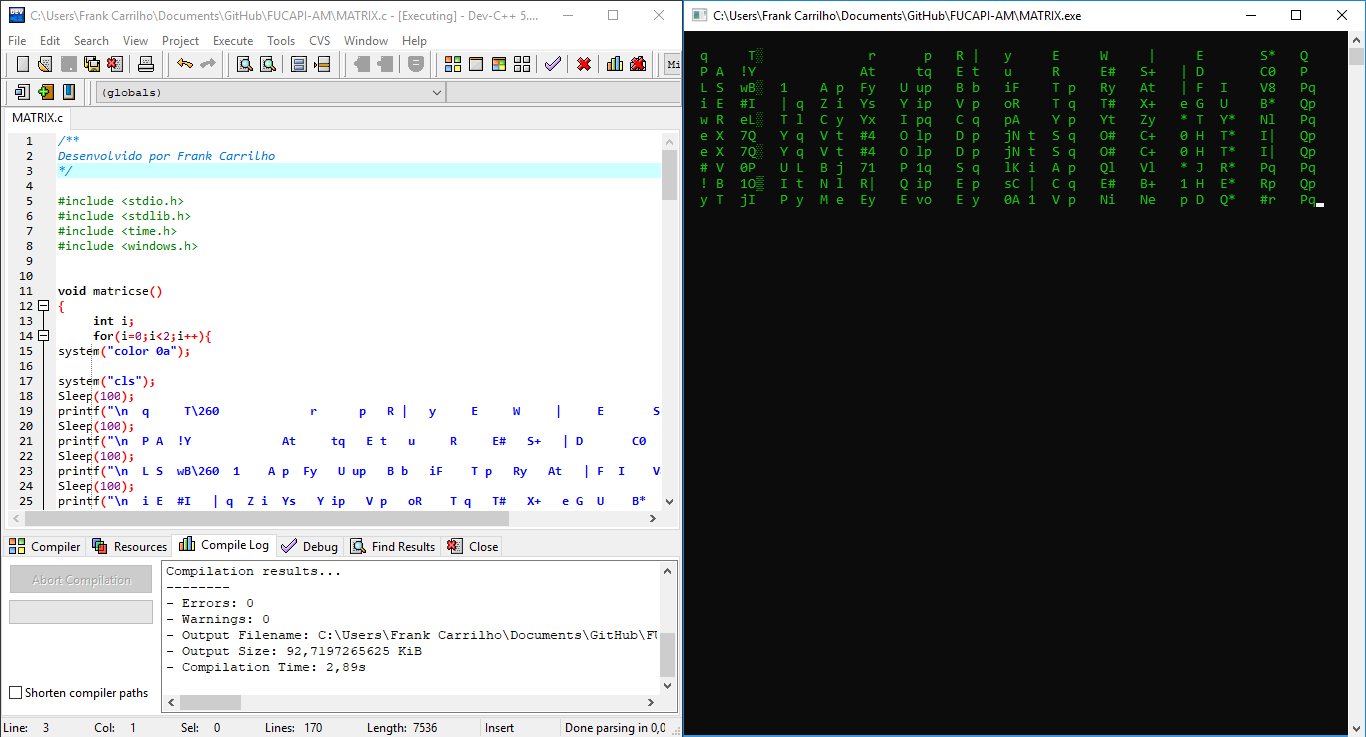 C:\Users\Frank Carrilho\Documents\GitHub\FUCAPI-AM\MATRIX.c - [Executing] - Dev-C++ 5....
File Edit Search View Project Execute Tools CVS Window Help
(globals)
MATRIX.c
1 /**
2 Desenvolvido por Frank Carrilho
3 */
4
5 #include <stdio.h>
6 #include <stdlib.h>
7 #include <time.h>
8 #include <windows.h>
9
10
11 void matricse()
12 {
13 int i;
14 for(i=0;i<2;i++){
15 system("color 0a");
16
17 system("cls");
18 Sleep(100);
19 printf("\n q T\260 r p R | y E W | E S
20 Sleep(100);
21 printf("\n P A !Y At tq E t u R E# S+ | D C0
22 Sleep(100);
23 printf("\n L S wB\260 1 A p Fy U up B b iF T p Ry At | F I V
24 Sleep(100);
25 printf("\n i E #I | q Z i Ys Y ip V p oR T q T# X+ e G U B*
Compiler Resources Compile Log Debug Find Results Close
Abort Compilation
Shorten compiler paths
Compilation results...
--------
- Errors: 0
- Warnings: 0
- Output Filename: C:\Users\Frank Carrilho\Documents\GitHub\FU
- Output Size: 92,7197265625 KiB
- Compilation Time: 2,89s
Line: 3 Col: 1 Sel: 0 Lines: 170 Length: 7536 Insert Done parsing in 0,0
C:\Users\Frank Carrilho\Documents\GitHub\FUCAPI-AM\MATRIX.exe
q T▒ r p R | y E W | E S* Q
P A !Y At tq E t u R E# S+ | D C0 P
L S wB▒ 1 A p Fy U up B b iF T p Ry At | F I V8 Pq
i E #I | q Z i Ys Y ip V p oR T q T# X+ e G U B* Qp
w R eL▒ T l C y Yx I pq C q pA Y p Yt Zy * T Y* Nl Pq
e X 7Q Y q V t #4 O lp D p jN t S q O# C+ 0 H T* I| Qp
e X 7Q▒ Y q V t #4 O lp D p jN t S q O# C+ 0 H T* I| Qp
# V 0P U L B j 71 P 1q S q lK i A p Ql Vl * J R* Pq Pq
! B 1O▒ I t N l R| Q ip E p sC | C q E# B+ 1 H E* Rp Qp
y T jI P y M e Ey E vo E y 0A 1 V p Ni Ne p D Q* #r Pq